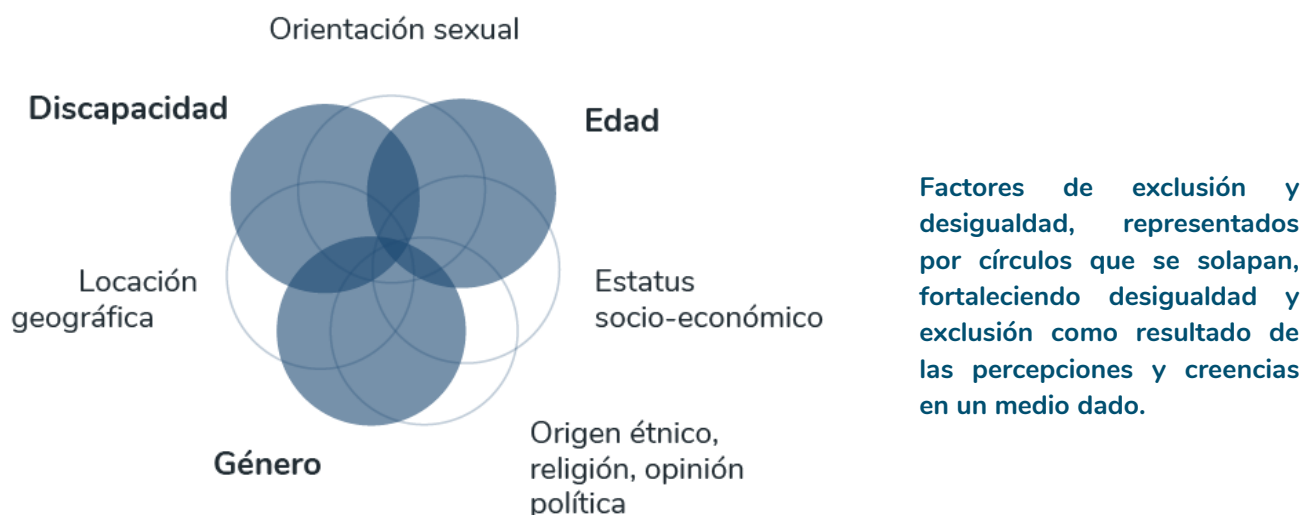 Orientación sexual
Discapacidad
Edad
Locación
geográfica
Estatus
socio-económico
Género
Origen étnico,
religión, opinión
política
Factores de exclusión y
desigualdad, representados
por círculos que se solapan,
fortaleciendo desigualdad y
exclusión como resultado de
las percepciones y creencias
en un medio dado.